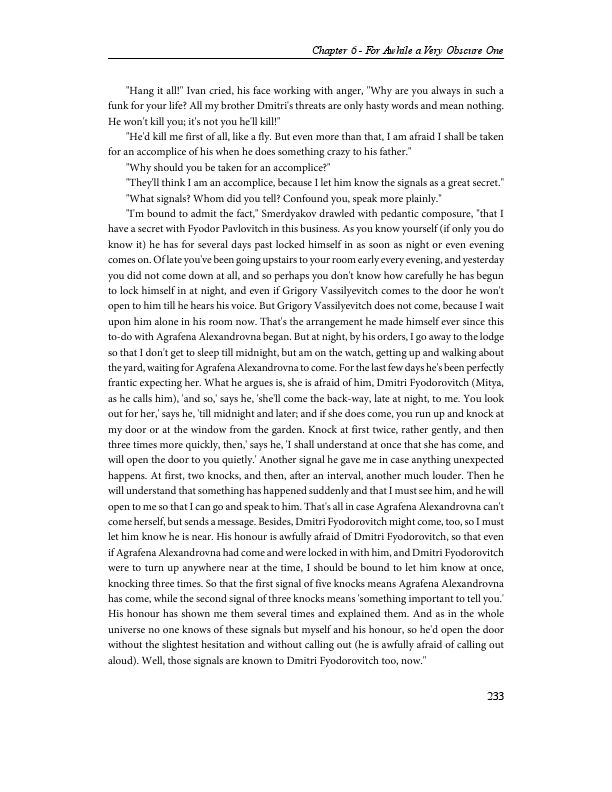 Chapter 6 - For Awhile a Very Obscure One
"Hang it all!" Ivan cried, his face working with anger, "Why are you always in such a
funk for your life? All my brother Dmitri's threats are only hasty words and mean nothing.
He won't kill you; it's not you he'll kill!"
"He'd kill me first of all, like a fly. But even more than that, I am afraid I shall be taken
for an accomplice of his when he does something crazy to his father."
"Why should you be taken for an accomplice?"
"They'll think I am an accomplice, because I let him know the signals as a great secret."
"What signals? Whom did you tell? Confound you, speak more plainly."
"I'm bound to admit the fact," Smerdyakov drawled with pedantic composure, "that I
have a secret with Fyodor Pavlovitch in this business. As you know yourself (if only you do
know it) he has for several days past locked himself in as soon as night or even evening
comes on. Of late you've been going upstairs to your room early every evening, and yesterday
you did not come down at all, and so perhaps you don't know how carefully he has begun
to lock himself in at night, and even if Grigory Vassilyevitch comes to the door he won't
open to him till he hears his voice. But Grigory Vassilyevitch does not come, because I wait
upon him alone in his room now. That's the arrangement he made himself ever since this
to-do with Agrafena Alexandrovna began. But at night, by his orders, I go away to the lodge
so that I don't get to sleep till midnight, but am on the watch, getting up and walking about
the yard, waiting for Agrafena Alexandrovna to come. For the last few days he's been perfectly
frantic expecting her. What he argues is, she is afraid of him, Dmitri Fyodorovitch (Mitya,
as he calls him), 'and so,' says he, 'she'll come the back-way, late at night, to me. You look
out for her,' says he, 'till midnight and later; and if she does come, you run up and knock at
my door or at the window from the garden. Knock at first twice, rather gently, and then
three times more quickly, then,' says he, 'I shall understand at once that she has come, and
will open the door to you quietly.' Another signal he gave me in case anything unexpected
happens. At first, two knocks, and then, after an interval, another much louder. Then he
will understand that something has happened suddenly and that I must see him, and he will
open to me so that I can go and speak to him. That's all in case Agrafena Alexandrovna can't
come herself, but sends a message. Besides, Dmitri Fyodorovitch might come, too, so I must
let him know he is near. His honour is awfully afraid of Dmitri Fyodorovitch, so that even
if Agrafena Alexandrovna had come and were locked in with him, and Dmitri Fyodorovitch
were to turn up anywhere near at the time, I should be bound to let him know at once,
knocking three times. So that the first signal of five knocks means Agrafena Alexandrovna
has come, while the second signal of three knocks means 'something important to tell you.'
His honour has shown me them several times and explained them. And as in the whole
universe no one knows of these signals but myself and his honour, so he'd open the door
without the slightest hesitation and without calling out (he is awfully afraid of calling out
aloud). Well, those signals are known to Dmitri Fyodorovitch too, now."
233